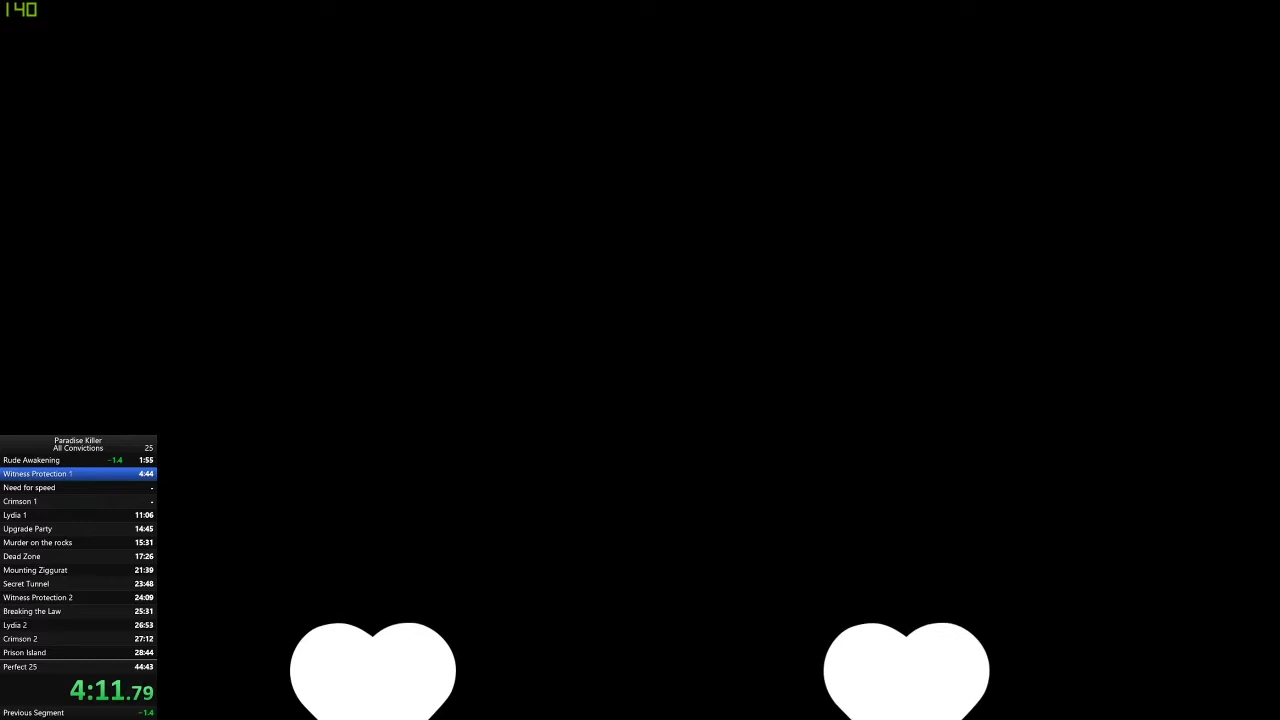 140
Paradise Killer
All Convictions 25
Rude Awakening −1.4 1:55
Witness Protection 1 4:44
Need for speed -
Crimson 1 -
Lydia 1 11:06
Upgrade Party 14:45
Murder on the rocks 15:31
Dead Zone 17:26
Mounting Ziggurat 21:39
Secret Tunnel 23:48
Witness Protection 2 24:09
Breaking the Law 25:31
Lydia 2 26:53
Crimson 2 27:12
Prison Island 28:44
Perfect 25 44:43
4:11.79
Previous Segment −1.4